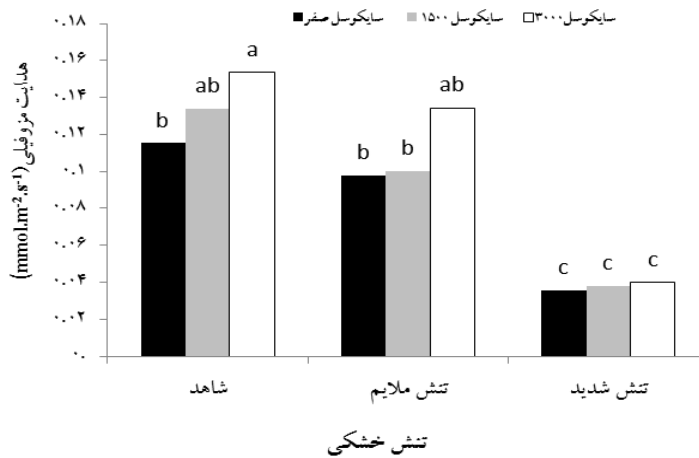 سایکوسل صفر سایکوسل ۱۵۰۰ سایکوسل ۳۰۰۰
هدایت مزوفیلی (mmol.m⁻².s⁻¹)
۰.۱۸
۰.۱۶
۰.۱۴
۰.۱۲
۰.۱
۰.۰۸
۰.۰۶
۰.۰۴
۰.۰۲
۰.
b ab a
b b ab
c c c
شاهد تنش ملایم تنش شدید
تنش خشکی